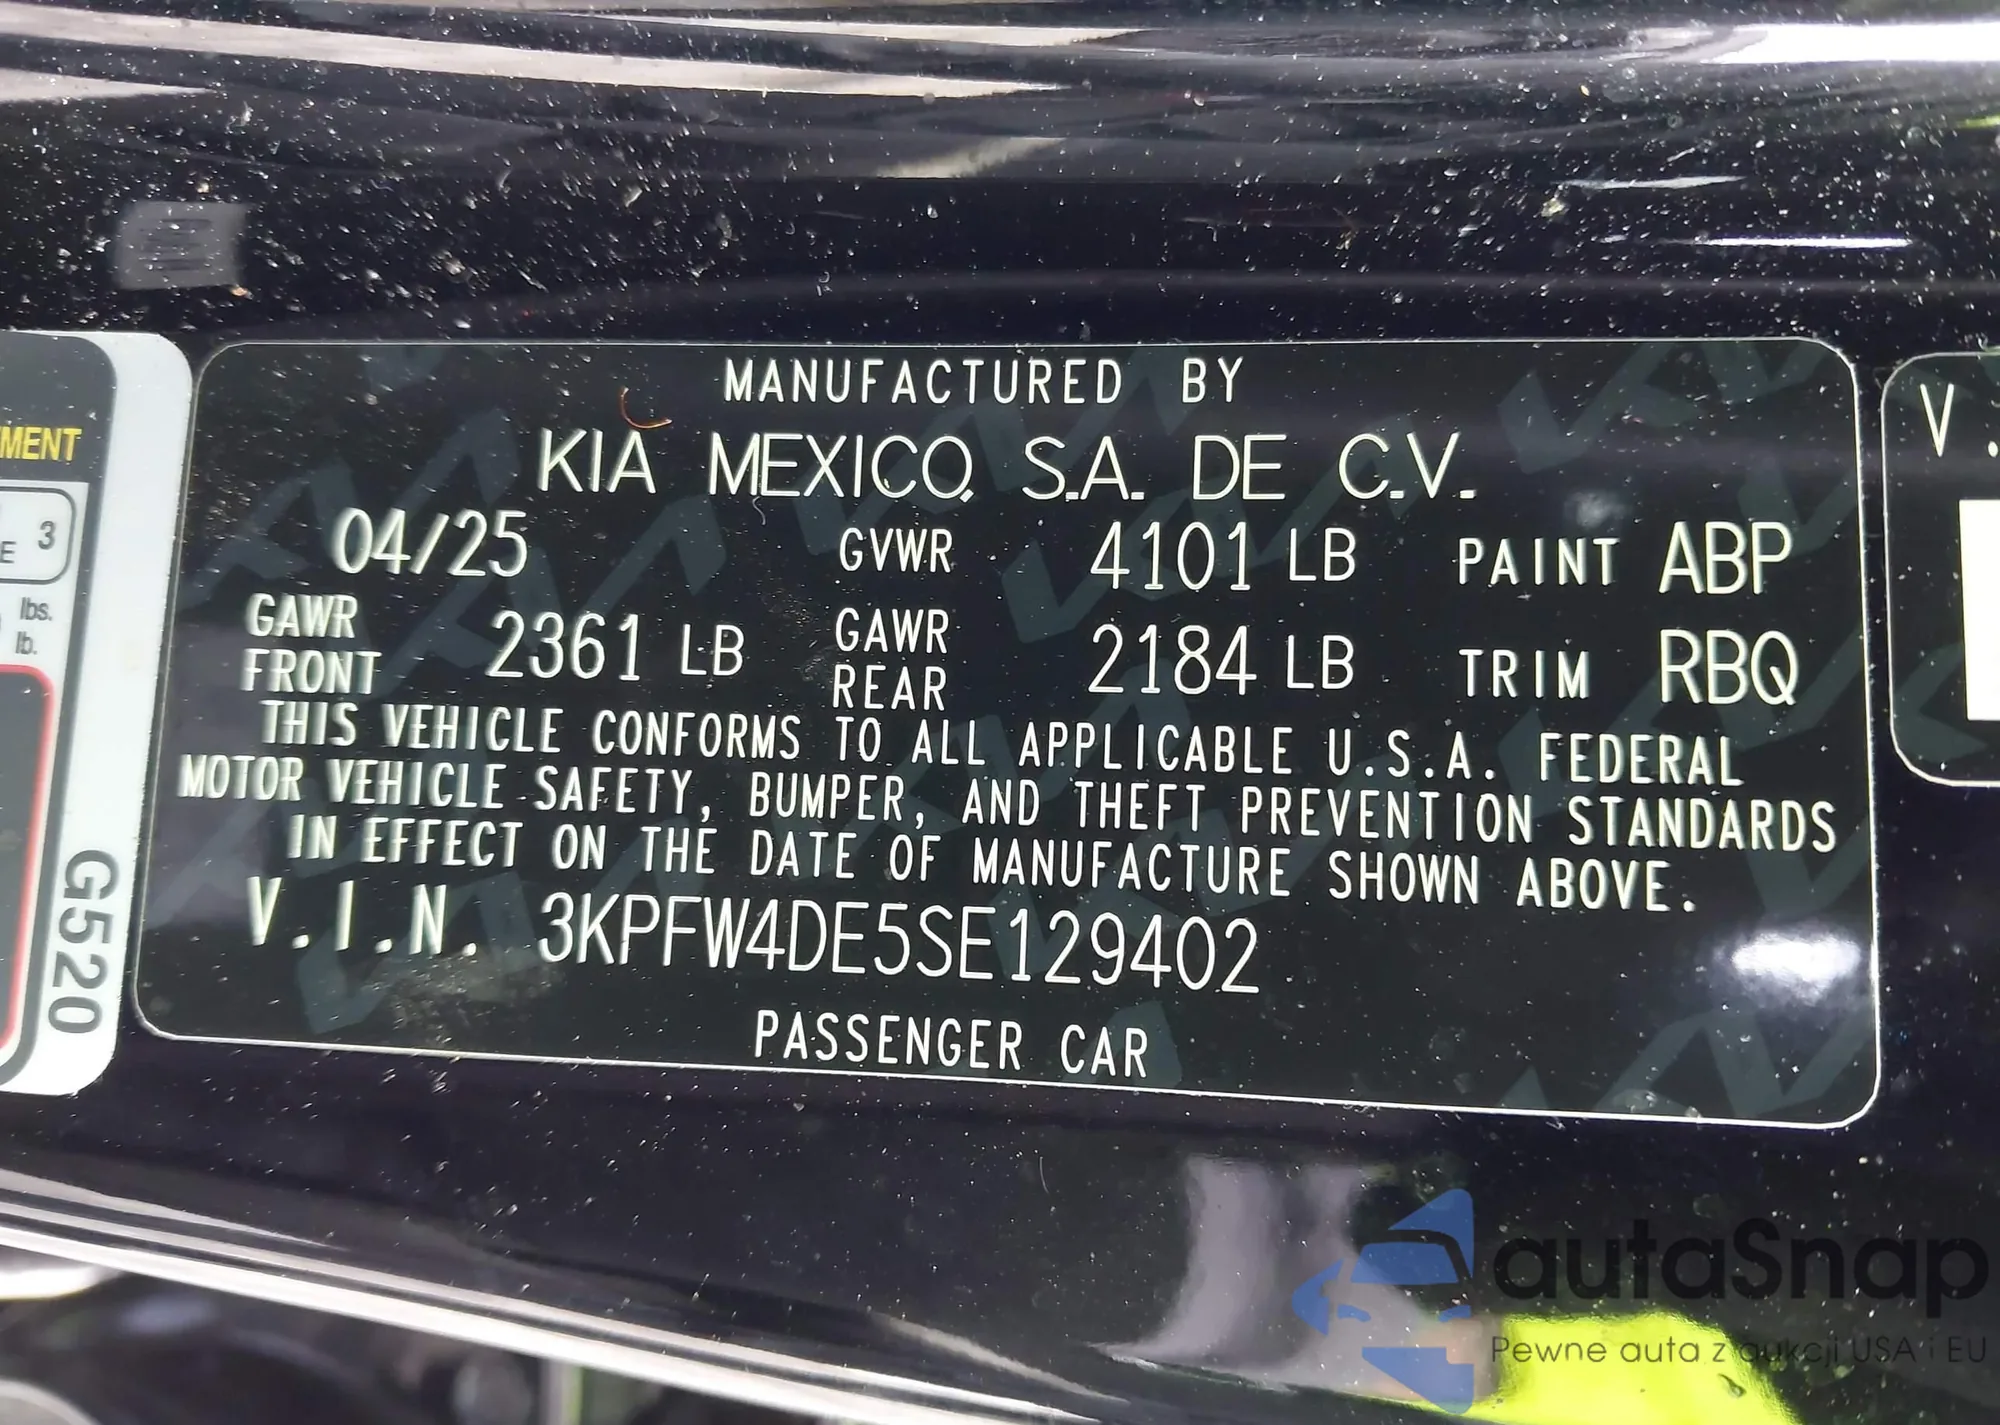 MANUFACTURED BY
KIA MEXICO, S.A. DE C.V.
04/25 GVWR 4101 LB PAINT ABP
GAWR FRONT 2361 LB GAWR REAR 2184 LB TRIM RBQ
THIS VEHICLE CONFORMS TO ALL APPLICABLE U.S.A. FEDERAL
MOTOR VEHICLE SAFETY, BUMPER, AND THEFT PREVENTION STANDARDS
IN EFFECT ON THE DATE OF MANUFACTURE SHOWN ABOVE.
V.I.N. 3KPFW4DE5SE129402
PASSENGER CAR
MENT
E 3
lbs.
lb.
G520
V.
autaSnap
Pewne auta z aukcji USA i EU